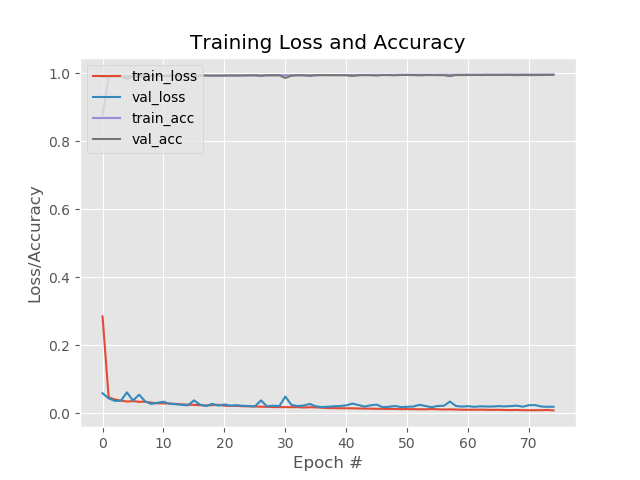 Training Loss and Accuracy
1.0
0.8
0.6
0.4
0.2
0.0
Loss/Accuracy
train_loss
val_loss
train_acc
val_acc
0 10 20 30 40 50 60 70
Epoch #